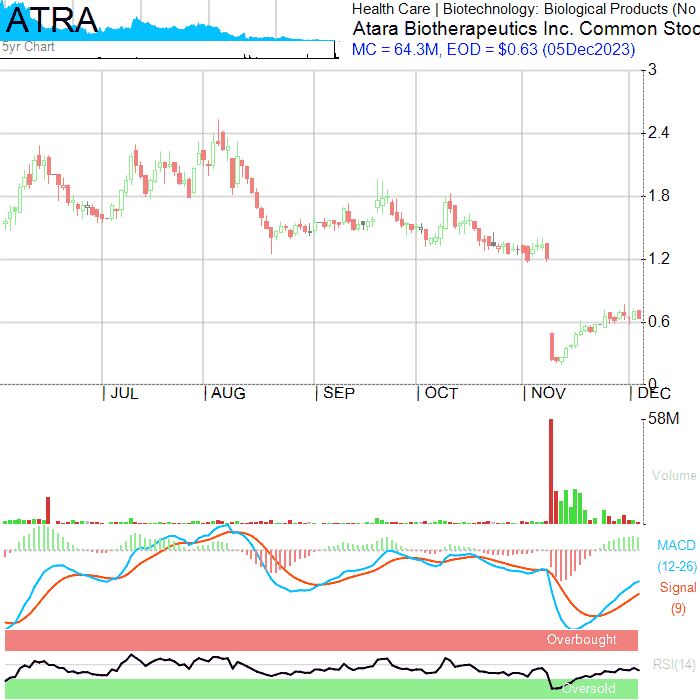 ATRA
5yr Chart
Health Care | Biotechnology: Biological Products (No
Atara Biotherapeutics Inc. Common Stoc
MC = 64.3M, EOD = $0.63 (05Dec2023)
3
2.4
1.8
1.2
0.6
0
| JUL | AUG | SEP | OCT | NOV | DEC
58M
Volume
MACD
(12-26)
Signal
(9)
Overbought
RSI(14)
Oversold